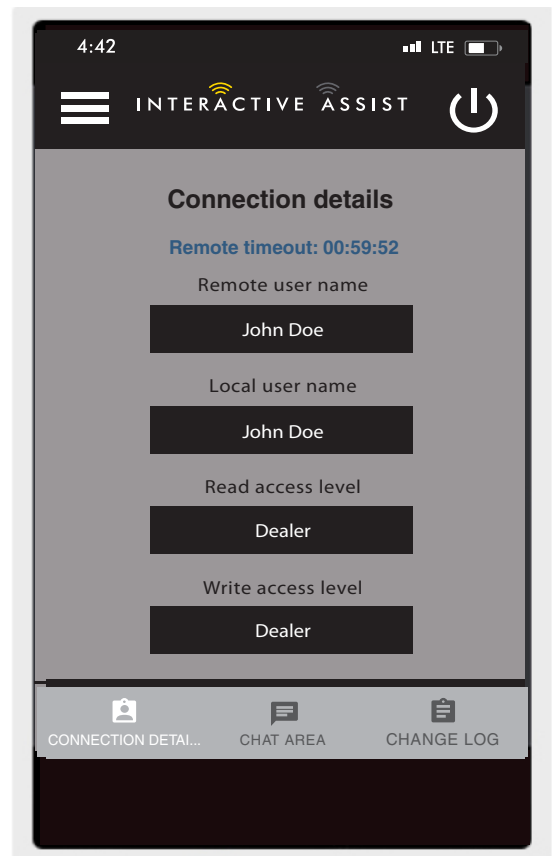 4:42
LTE
INTERACTIVE ASSIST
Connection details
Remote timeout: 00:59:52
Remote user name
John Doe
Local user name
John Doe
Read access level
Dealer
Write access level
Dealer
CONNECTION DETAI... CHAT AREA CHANGE LOG